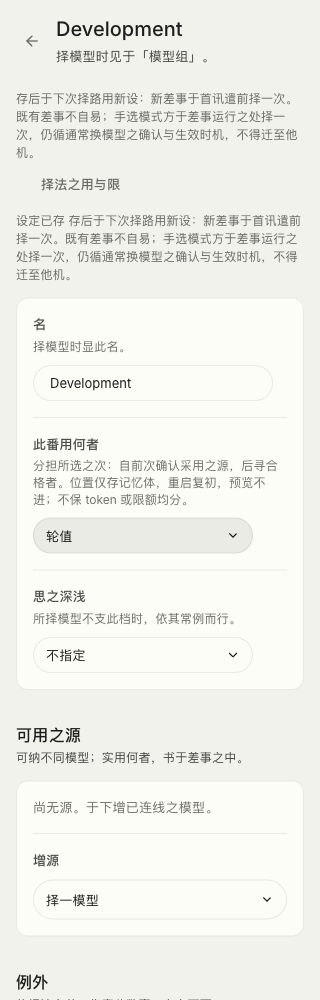 Development
择模型时见于「模型组」。
存后于下次择路用新设：新差事于首讯遣前择一次。
既有差事不自易；手选模式方于差事运行之处择一
次，仍循通常换模型之确认与生效时机，不得迁至他
机。
择法之用与限
设定已存 存后于下次择路用新设：新差事于首讯遣前
择一次。既有差事不自易；手选模式方于差事运行之
处择一次，仍循通常换模型之确认与生效时机，不得
迁至他机。
名
择模型时显此名。
Development
此番用何者
分担所选之次：自前次确认采用之源，后寻合
格者。位置仅存记忆体，重启复初，预览不
进；不保 token 或限额均分。
轮值
思之深浅
所择模型不支此档时，依其常例而行。
不指定
可用之源
可纳不同模型；实用何者，书于差事之中。
尚无源。于下增已连线之模型。
增源
择一模型
例外